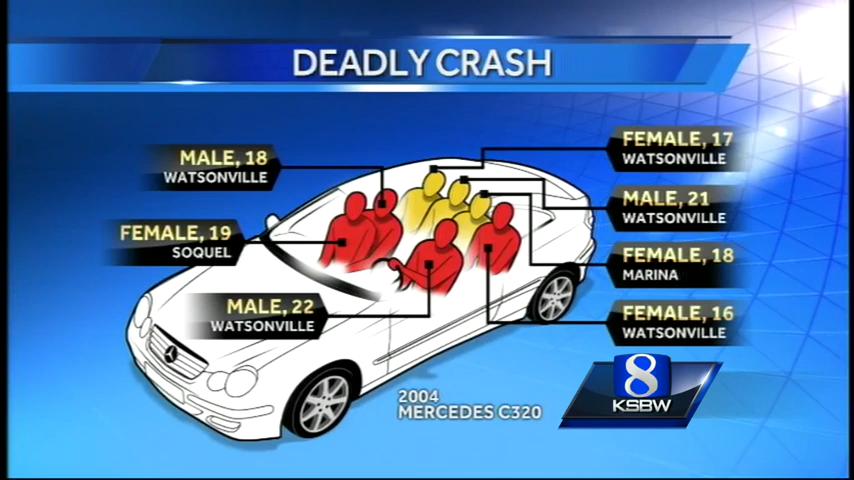 DEADLY CRASH
MALE, 18
WATSONVILLE
FEMALE, 19
SOQUEL
MALE, 22
WATSONVILLE
FEMALE, 17
WATSONVILLE
MALE, 21
WATSONVILLE
FEMALE, 18
MARINA
FEMALE, 16
WATSONVILLE
2004
MERCEDES C320
8
KSBW